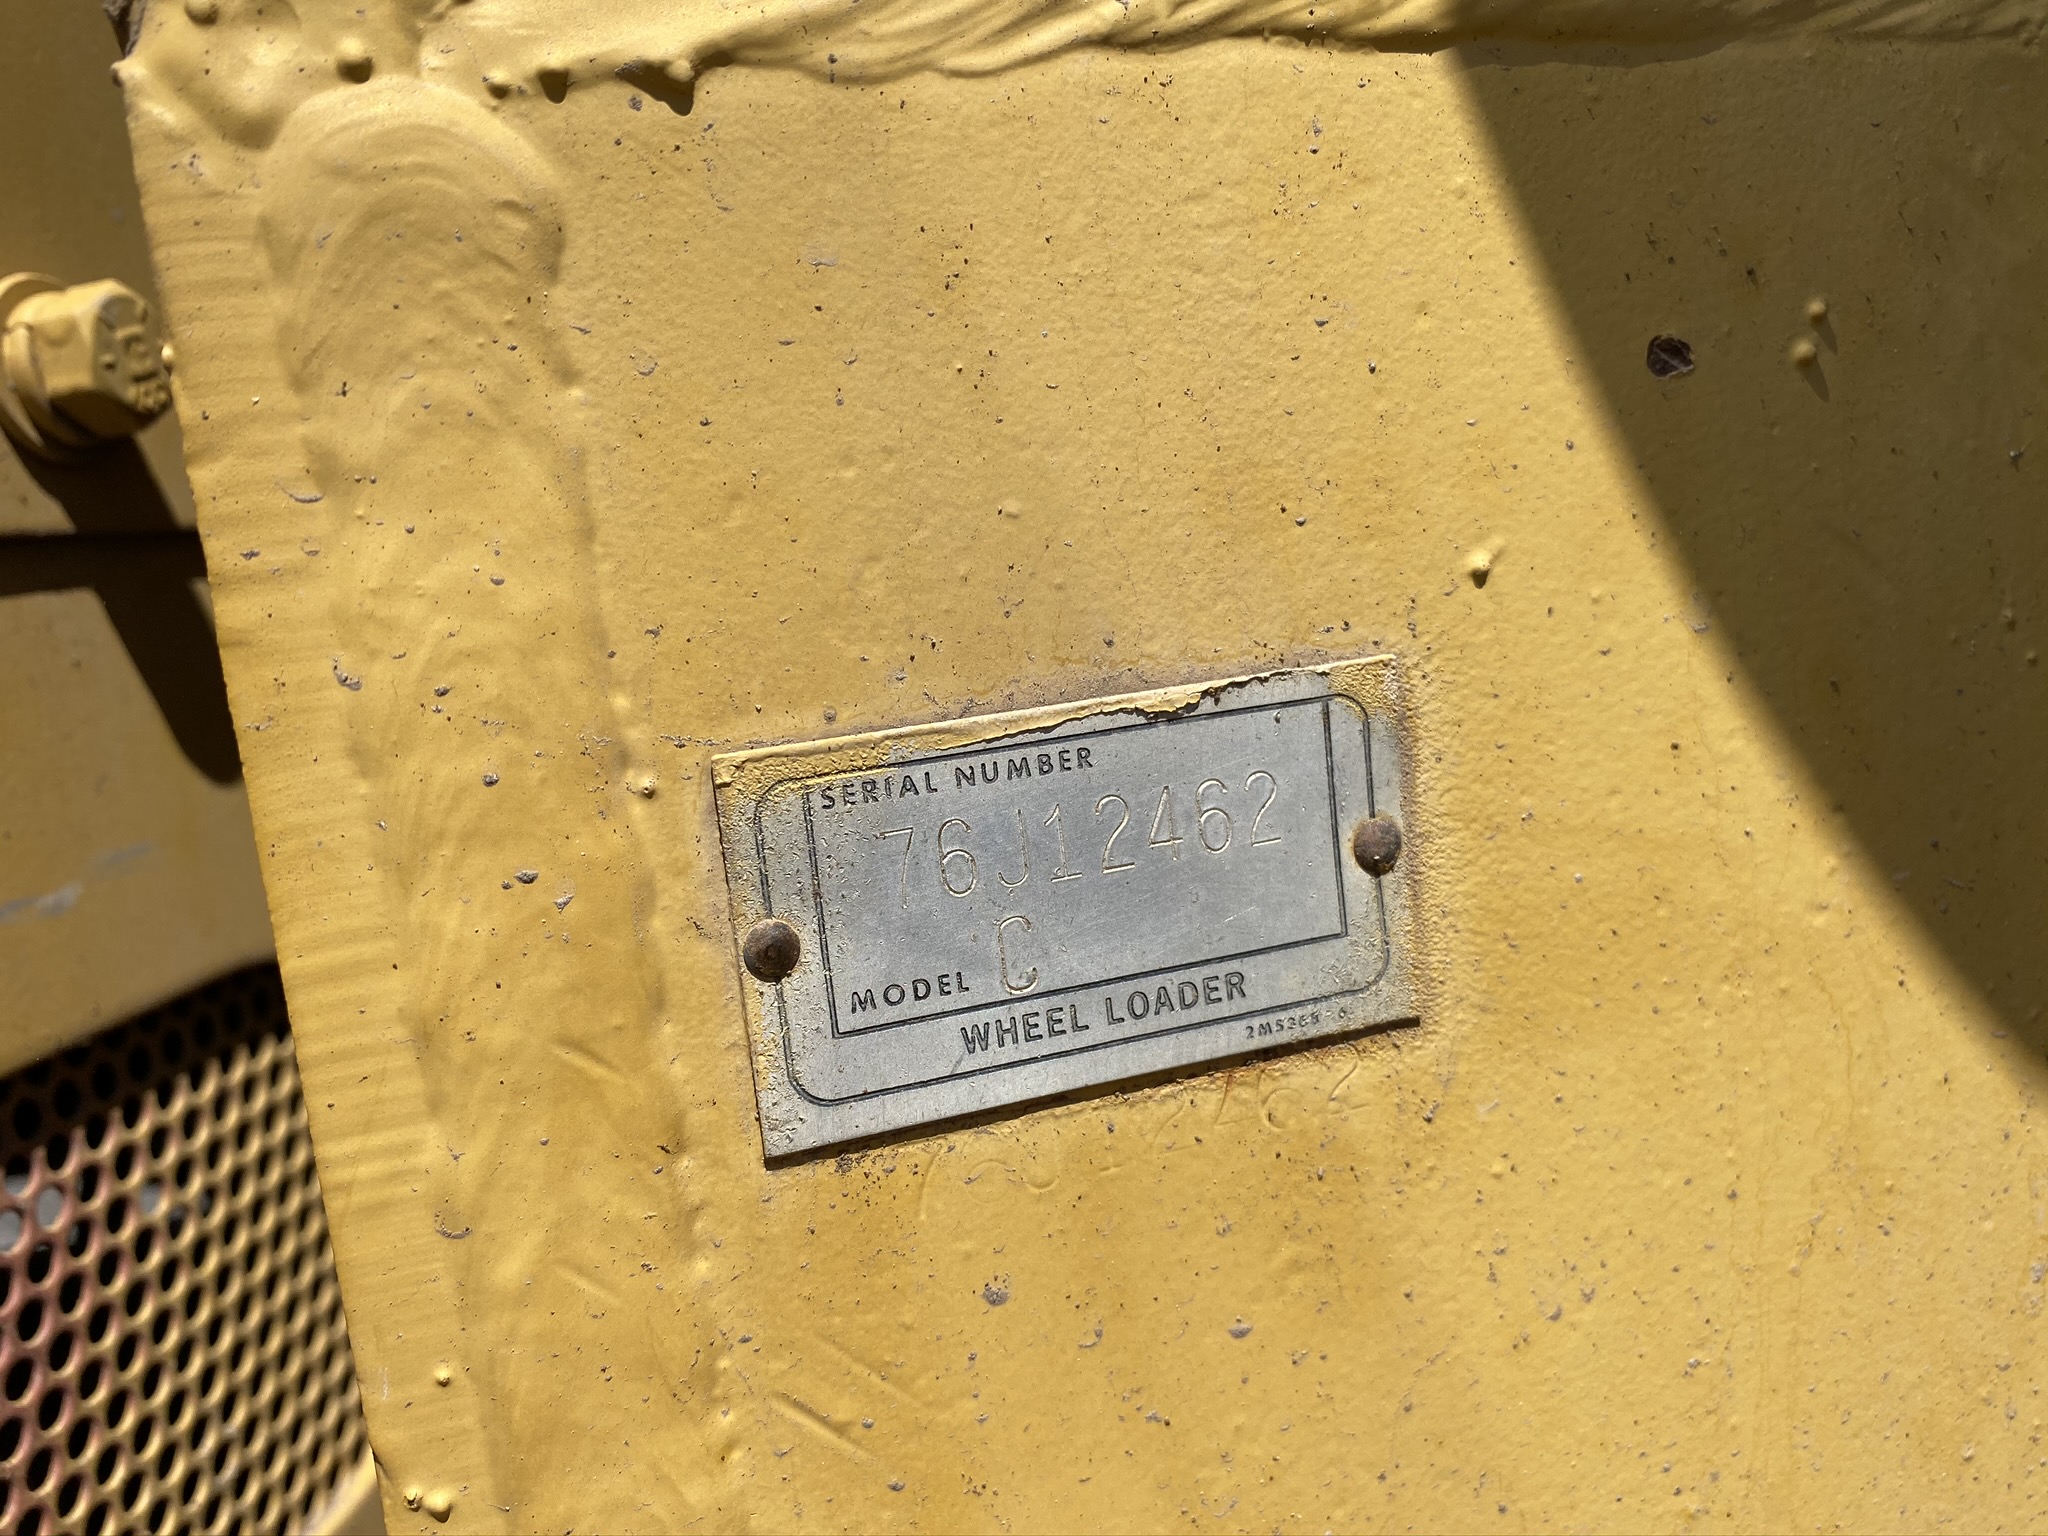 SERIAL NUMBER
76J12462
MODEL C
WHEEL LOADER